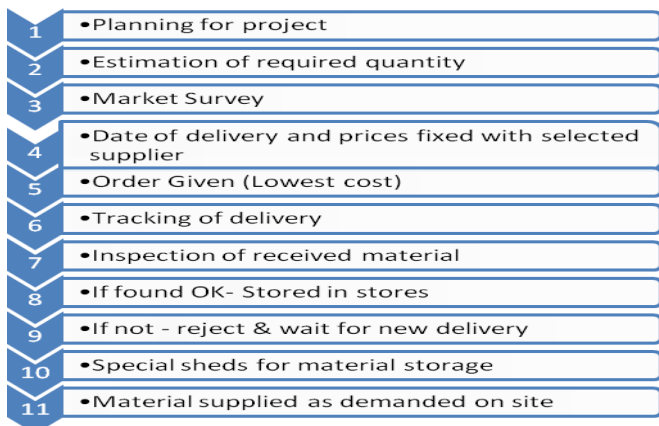 1 •Planning for project
2 •Estimation of required quantity
3 •Market Survey
4 •Date of delivery and prices fixed with selected
supplier
5 •Order Given (Lowest cost)
6 •Tracking of delivery
7 •Inspection of received material
8 •If found OK- Stored in stores
9 •If not - reject & wait for new delivery
10 •Special sheds for material storage
11 •Material supplied as demanded on site